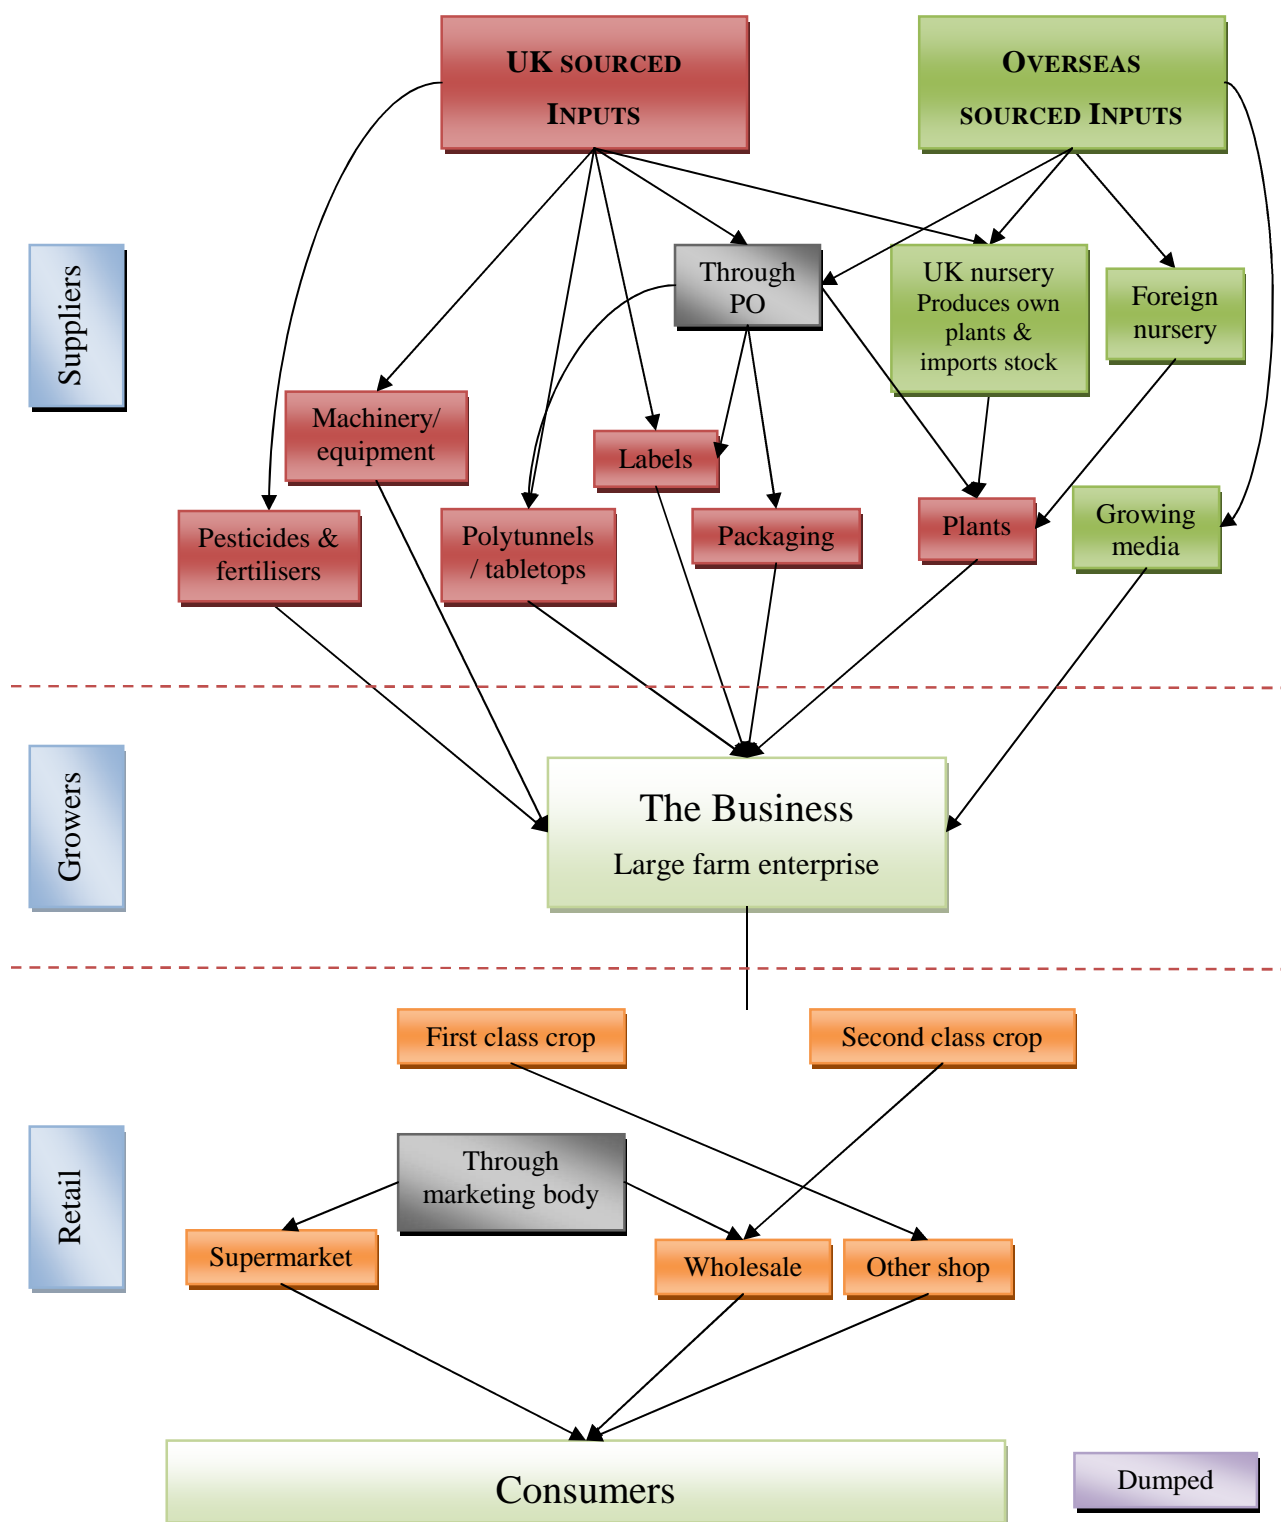 UK SOURCED
INPUTS
OVERSEAS
SOURCED INPUTS
Suppliers
Through
PO
UK nursery
Produces own
plants &
imports stock
Foreign
nursery
Machinery/
equipment
Labels
Pesticides &
fertilisers
Polytunnels
/ tabletops
Packaging
Plants
Growing
media
Growers
The Business
Large farm enterprise
First class crop
Second class crop
Retail
Through
marketing body
Supermarket
Wholesale
Other shop
Consumers
Dumped